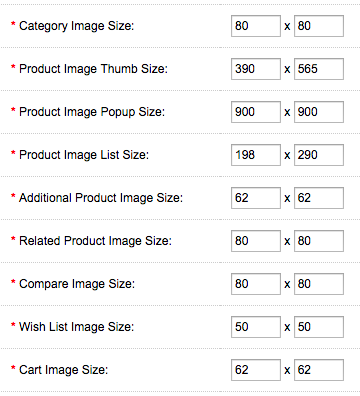 * Category Image Size: 80 x 80
* Product Image Thumb Size: 390 x 565
* Product Image Popup Size: 900 x 900
* Product Image List Size: 198 x 290
* Additional Product Image Size: 62 x 62
* Related Product Image Size: 80 x 80
* Compare Image Size: 80 x 80
* Wish List Image Size: 50 x 50
* Cart Image Size: 62 x 62